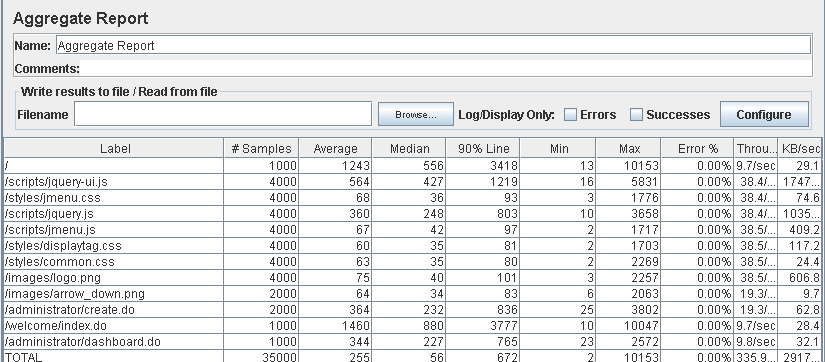 Aggregate Report
Name: Aggregate Report
Comments:
Write results to file / Read from file
Filename Browse... Log/Display Only: Errors Successes Configure
Label # Samples Average Median 90% Line Min Max Error % Throu... KB/sec
/ 1000 1243 556 3418 13 10153 0.00% 9.7/sec 29.1
/scripts/jquery-ui.js 4000 564 427 1219 16 5831 0.00% 38.4/... 1747...
/styles/jmenu.css 4000 68 36 93 3 1776 0.00% 38.4/... 74.6
/scripts/jquery.js 4000 360 248 803 10 3658 0.00% 38.4/... 1035...
/scripts/jmenu.js 4000 67 42 97 2 1717 0.00% 38.5/... 409.2
/styles/displaytag.css 4000 60 35 81 2 1703 0.00% 38.5/... 117.2
/styles/common.css 4000 63 35 80 2 2269 0.00% 38.5/... 24.4
/images/logo.png 4000 75 40 101 3 2257 0.00% 38.5/... 606.8
/images/arrow_down.png 2000 64 34 83 6 2063 0.00% 19.3/... 9.7
/administrator/create.do 2000 364 232 836 25 3802 0.00% 19.3/... 62.8
/welcome/index.do 1000 1460 880 3777 10 10047 0.00% 9.7/sec 28.4
/administrator/dashboard.do 1000 344 227 765 23 2572 0.00% 9.8/sec 32.1
TOTAL 35000 255 56 672 2 10153 0.00% 335.9... 2917...